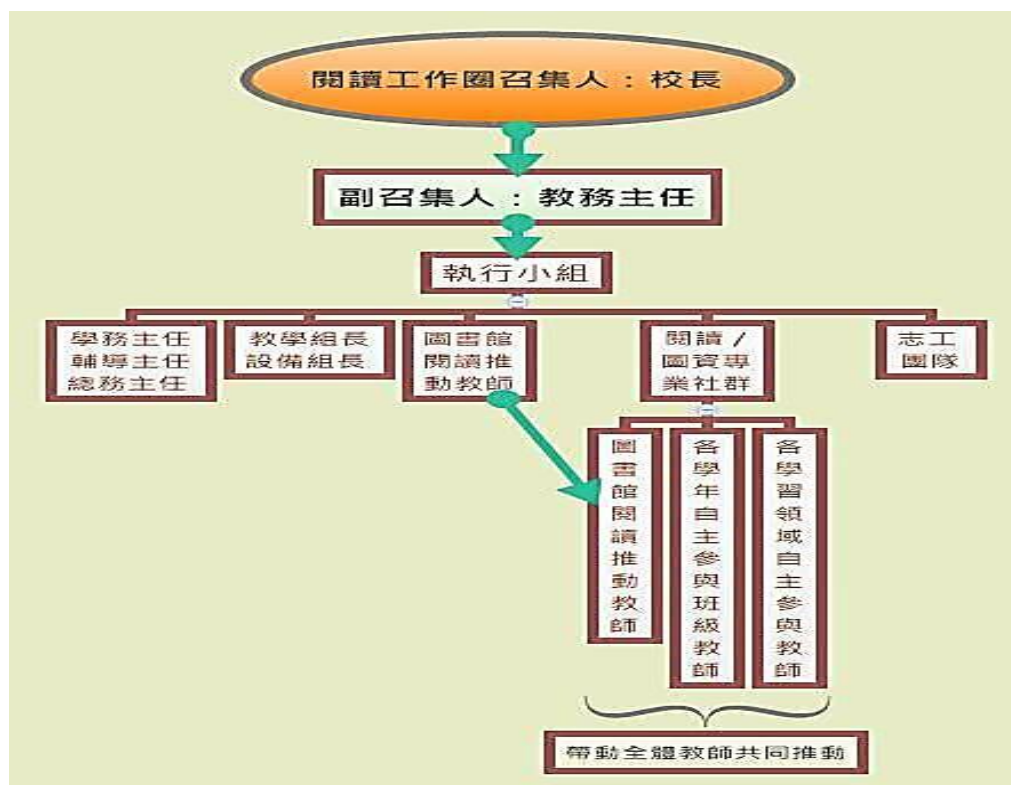 閱讀工作圈召集人：校長
副召集人：教務主任
執行小組
學務主任
輔導主任
總務主任
教學組長
設備組長
圖書館
閱讀推
動教師
閱讀／
圖資專
業社群
志工
團隊
圖書館閱讀推動教師
各學年自主參與班級教師
各學習領域自主參與教師
帶動全體教師共同推動